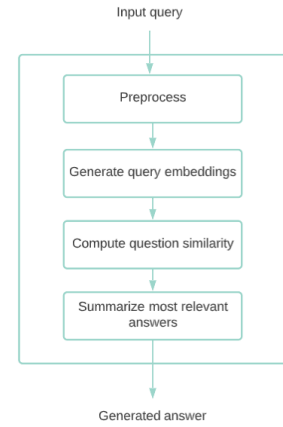 Input query
Preprocess
Generate query embeddings
Compute question similarity
Summarize most relevant
answers
Generated answer